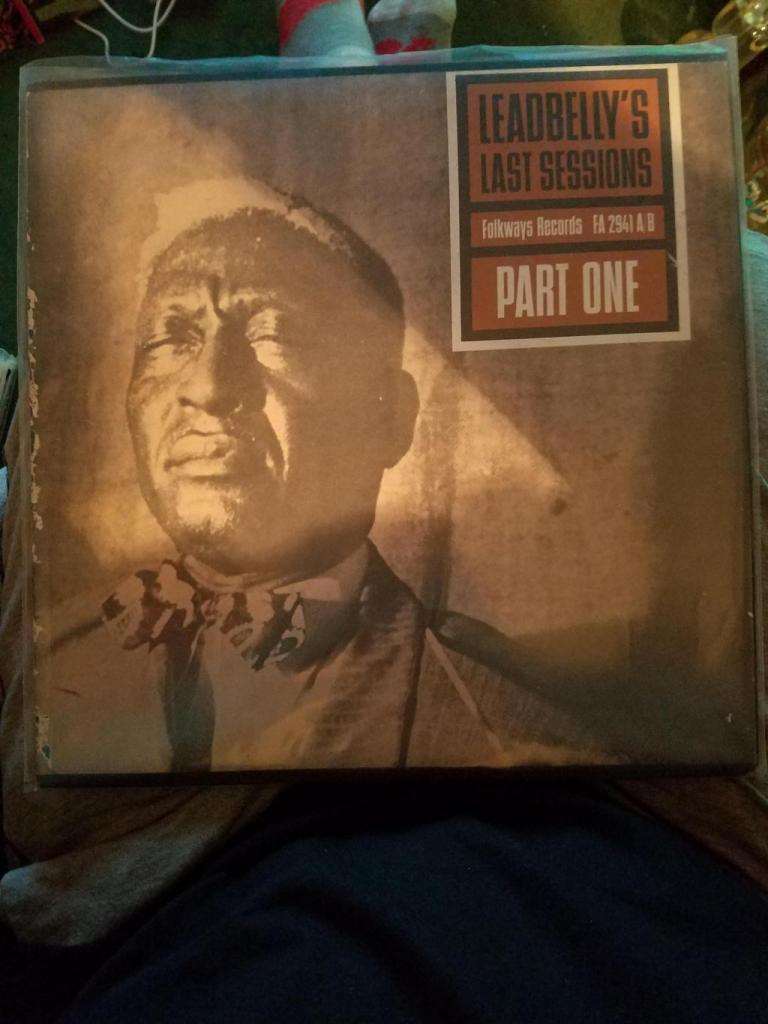 LEADBELLY'S
LAST SESSIONS
Folkways Records FA 2941 A/B
PART ONE